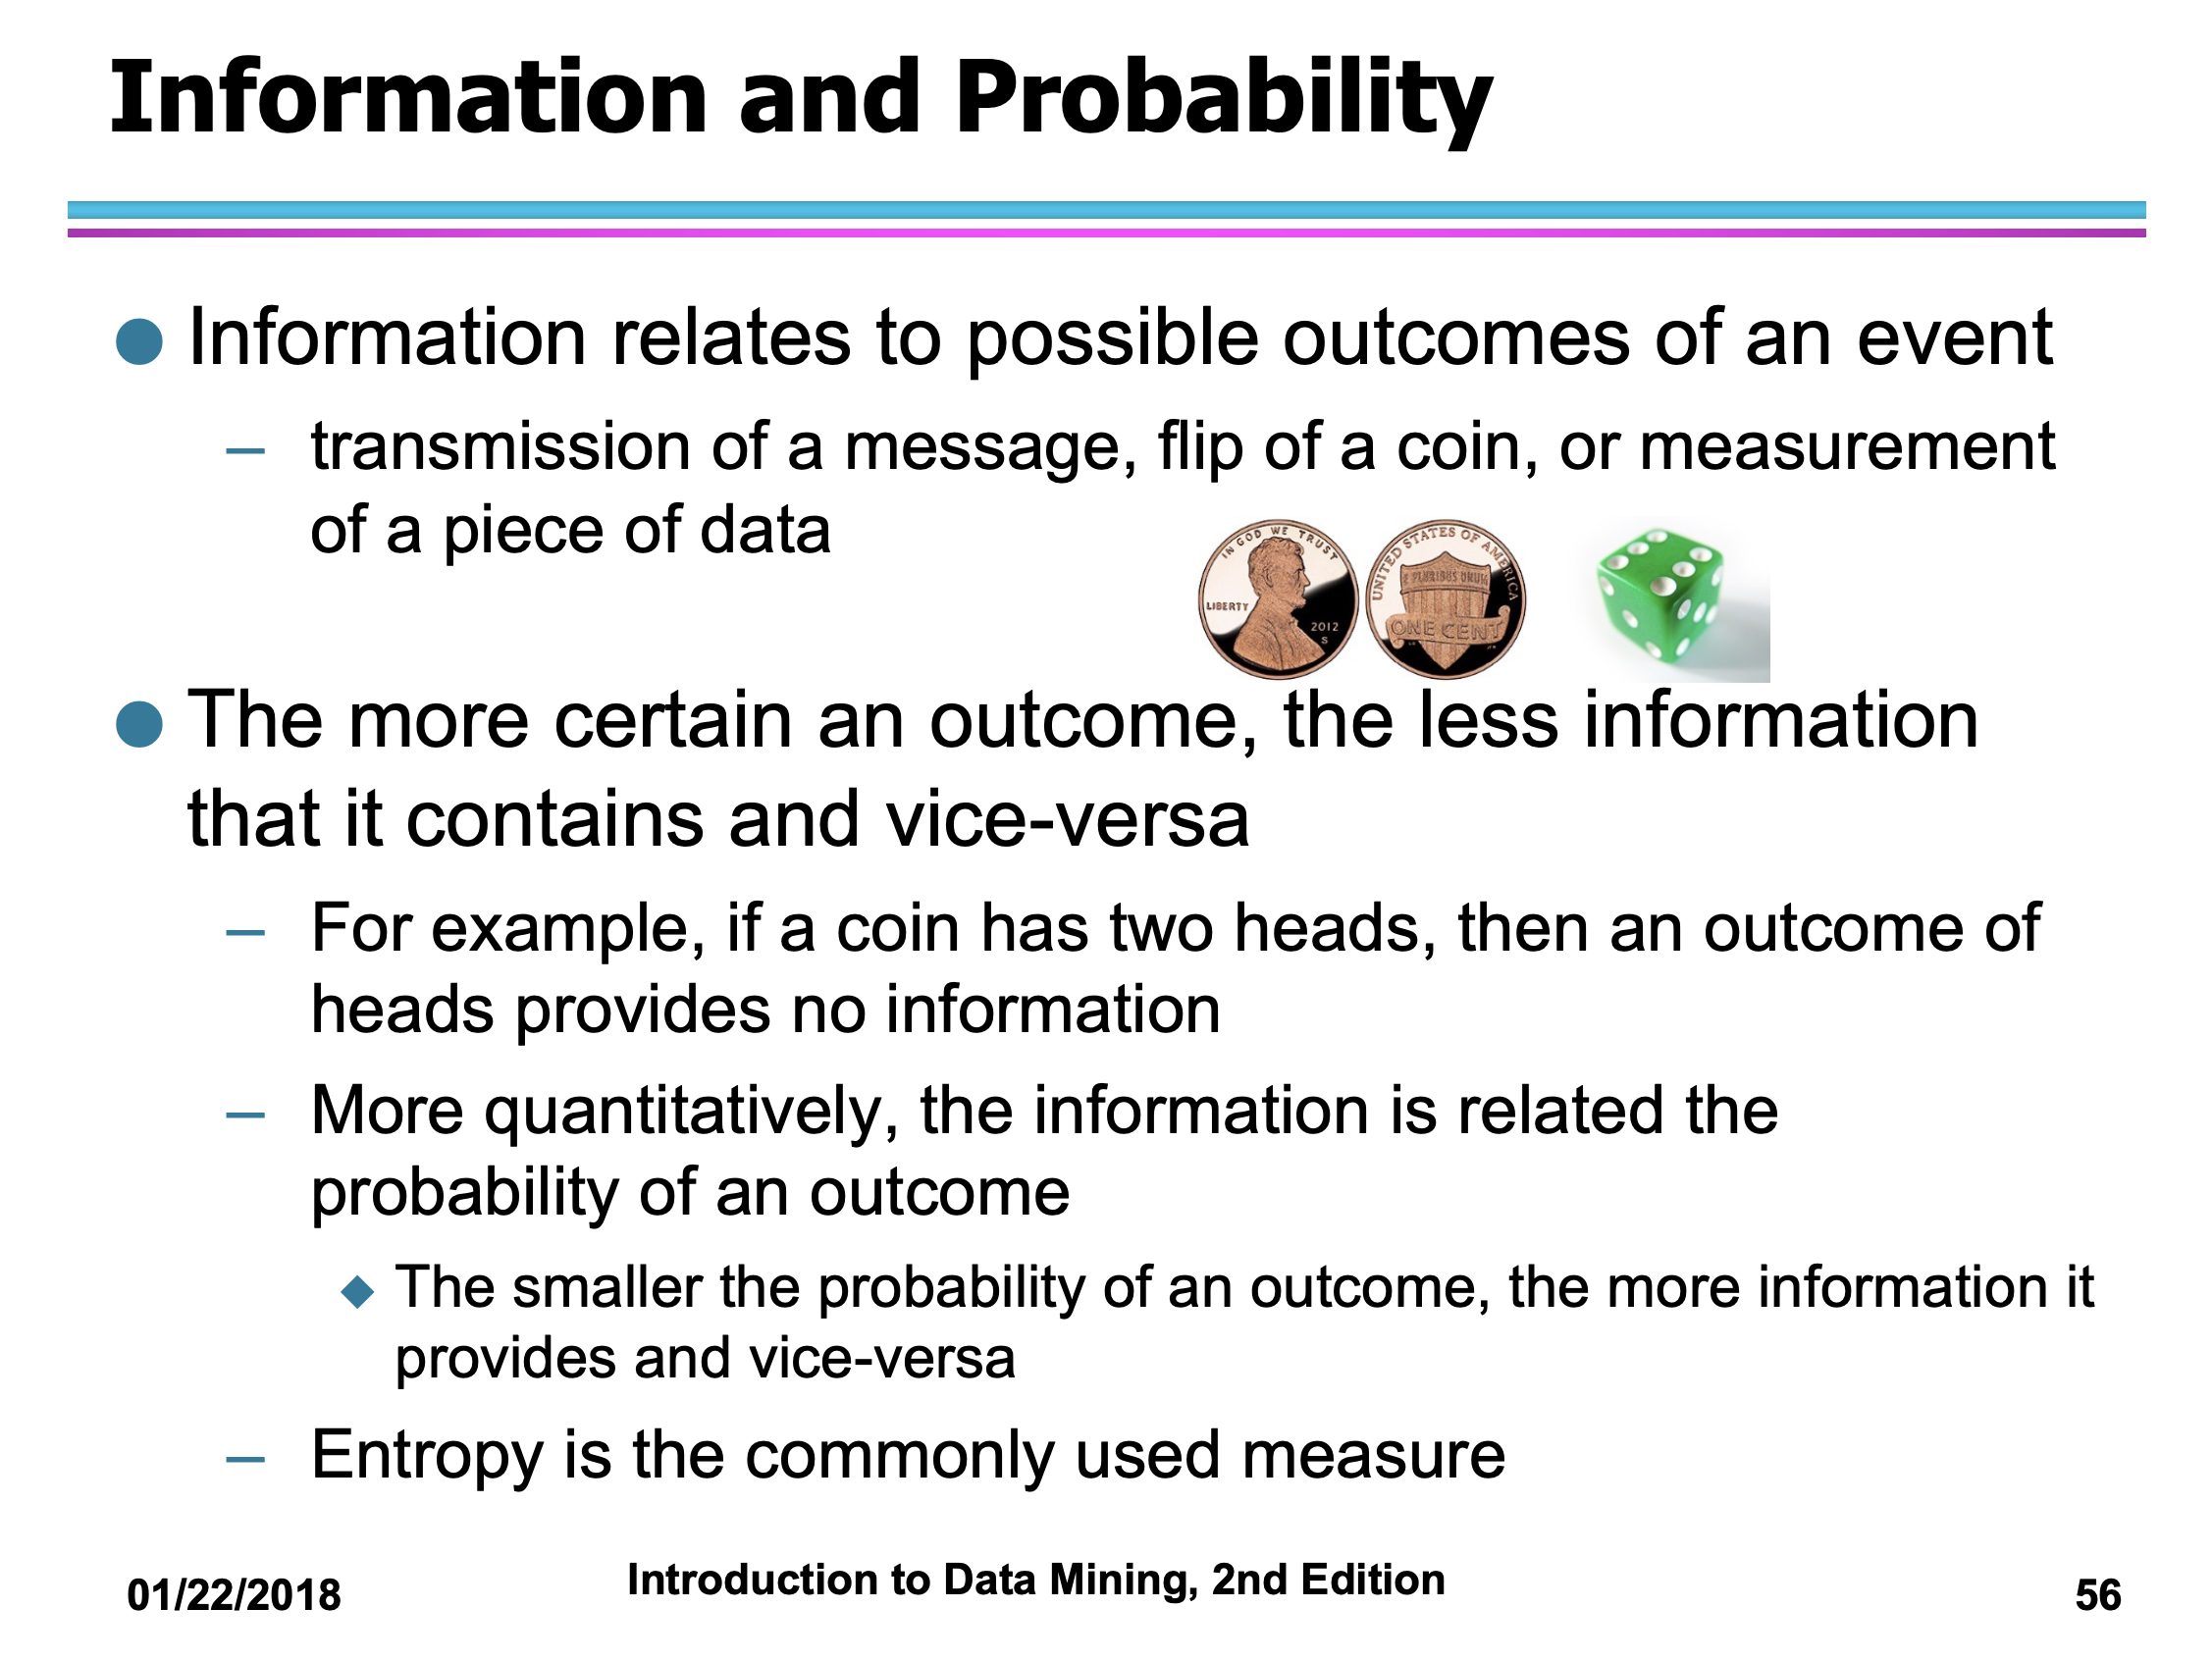 Information and Probability
● Information relates to possible outcomes of an event
– transmission of a message, flip of a coin, or measurement
of a piece of data
IN GOD WE TRUST
LIBERTY
2012
S
UNITED STATES OF AMERICA
E PLURIBUS UNUM
ONE CENT
● The more certain an outcome, the less information
that it contains and vice-versa
– For example, if a coin has two heads, then an outcome of
heads provides no information
– More quantitatively, the information is related the
probability of an outcome
◆ The smaller the probability of an outcome, the more information it
provides and vice-versa
– Entropy is the commonly used measure
01/22/2018
Introduction to Data Mining, 2nd Edition
56